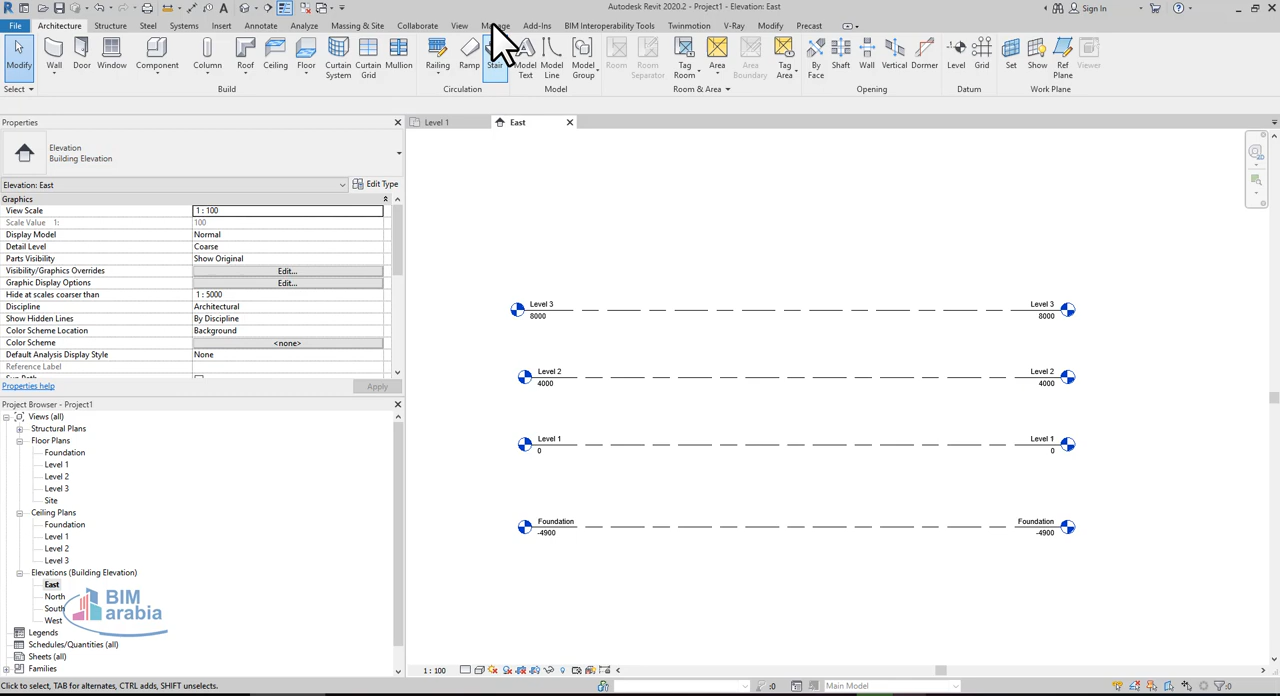 Autodesk Revit 2020.2 - Project1 - Elevation: East
Sign In
File Architecture Structure Steel Systems Insert Annotate Analyze Massing & Site Collaborate View Manage Add-Ins BIM Interoperability Tools Twinmotion V-Ray Modify Precast
Modify Wall Door Window Component Column Roof Ceiling Floor Curtain System Curtain Grid Mullion Railing Ramp Stair Model Text Model Line Model Group Room Room Separator Tag Room Area Area Boundary Tag Area By Face Shaft Wall Vertical Dormer Level Grid Set Show Ref Plane Viewer
Select Build Circulation Model Room & Area Opening Datum Work Plane
Properties
Level 1
East
Elevation
Building Elevation
Elevation: East
Edit Type
Graphics
View Scale 1 : 100
Scale Value 1: 100
Display Model Normal
Detail Level Coarse
Parts Visibility Show Original
Visibility/Graphics Overrides Edit...
Graphic Display Options Edit...
Hide at scales coarser than 1 : 5000
Discipline Architectural
Show Hidden Lines By Discipline
Color Scheme Location Background
Color Scheme <none>
Default Analysis Display Style None
Reference Label
Properties help Apply
Project Browser - Project1
Views (all)
Structural Plans
Floor Plans
Foundation
Level 1
Level 2
Level 3
Site
Ceiling Plans
Foundation
Level 1
Level 2
Level 3
Elevations (Building Elevation)
East
North
South
West
Legends
Schedules/Quantities (all)
Sheets (all)
Families
BIM
arabia
Level 3 Level 3
8000 8000
Level 2 Level 2
4000 4000
Level 1 Level 1
0 0
Foundation Foundation
-4900 -4900
1 : 100
Click to select, TAB for alternates, CTRL adds, SHIFT unselects.
:0
Main Model
:0